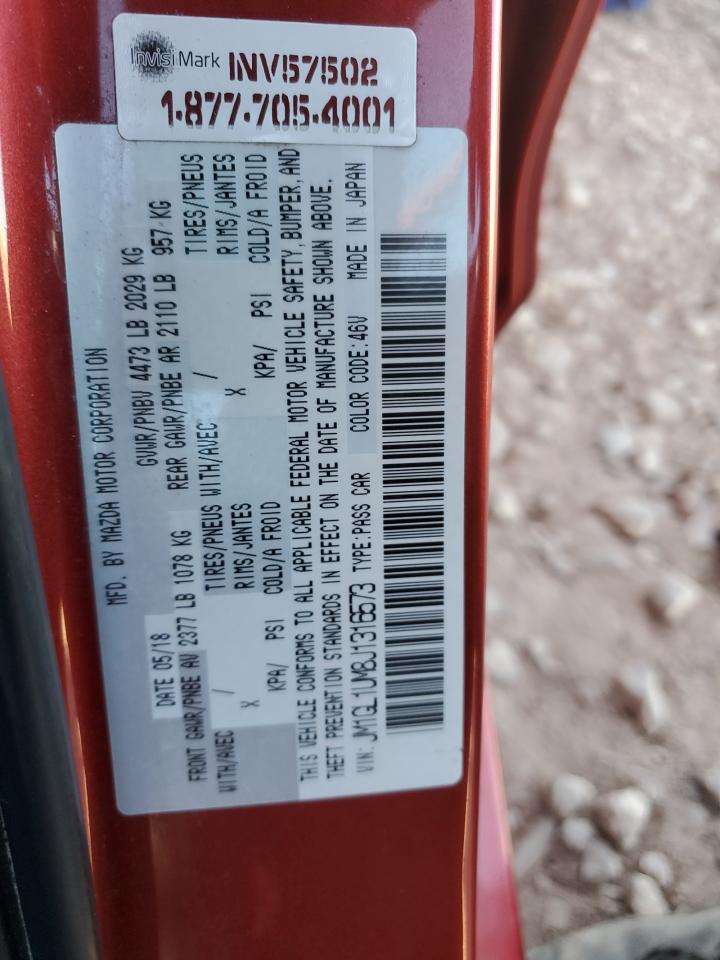 InvisiMark INV57502
1-877-705-4001
MFD. BY MAZDA MOTOR CORPORATION
DATE 05/18 GVWR/PNBV 4473 LB 2029 KG
FRONT GAWR/PNBE AV 2377 LB 1078 KG REAR GAWR/PNBE AR 2110 LB 957 KG
WITH/AVEC / TIRES/PNEUS WITH/AVEC / TIRES/PNEUS
X RIMS/JANTES X RIMS/JANTES
KPA/ PSI COLD/A FROID KPA/ PSI COLD/A FROID
THIS VEHICLE CONFORMS TO ALL APPLICABLE FEDERAL MOTOR VEHICLE SAFETY, BUMPER, AND
THEFT PREVENTION STANDARDS IN EFFECT ON THE DATE OF MANUFACTURE SHOWN ABOVE.
VIN: JM1GL1UM8J1316573 TYPE:PASS CAR COLOR CODE:46V MADE IN JAPAN